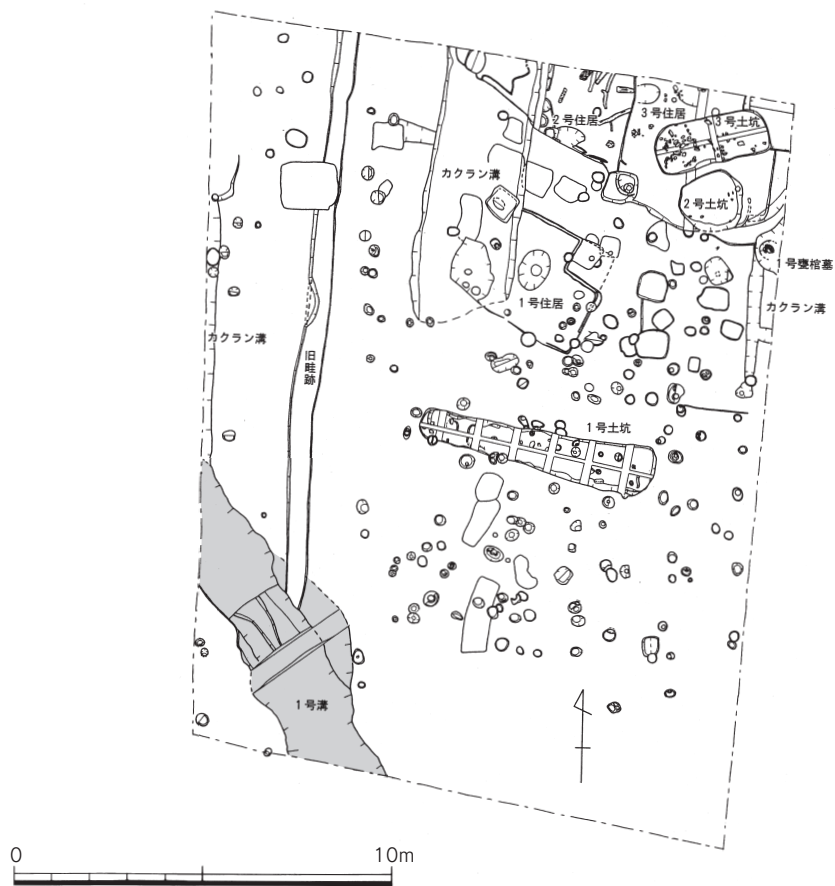 2号住居
3号住居
3号土坑
カクラン溝
2号土坑
1号甕棺墓
1号住居
カクラン溝
カクラン溝
旧畦跡
1号土坑
1号溝
0
10m